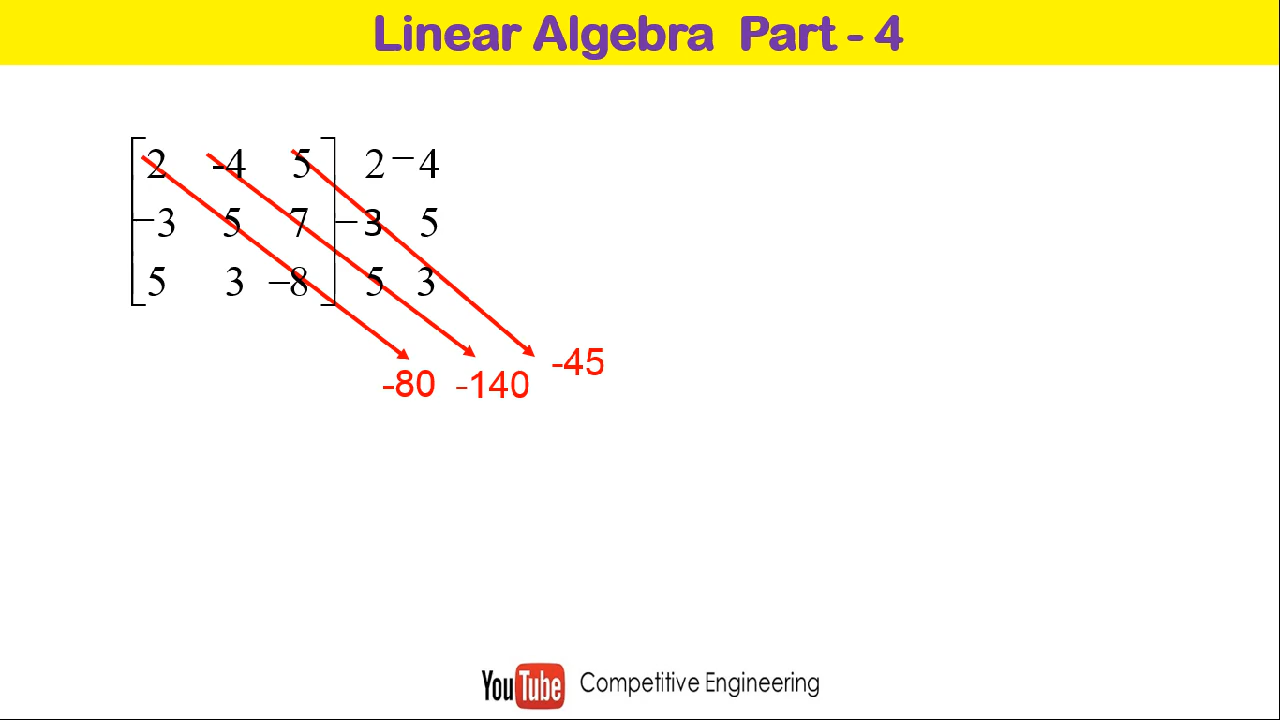 Linear Algebra Part - 4
2 -4 5 2 −4
−3 5 7 −3 5
5 3 −8 5 3
-80 -140 -45
YouTube Competitive Engineering